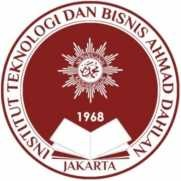 INSTITUT TEKNOLOGI DAN BISNIS AHMAD DAHLAN
1968
JAKARTA